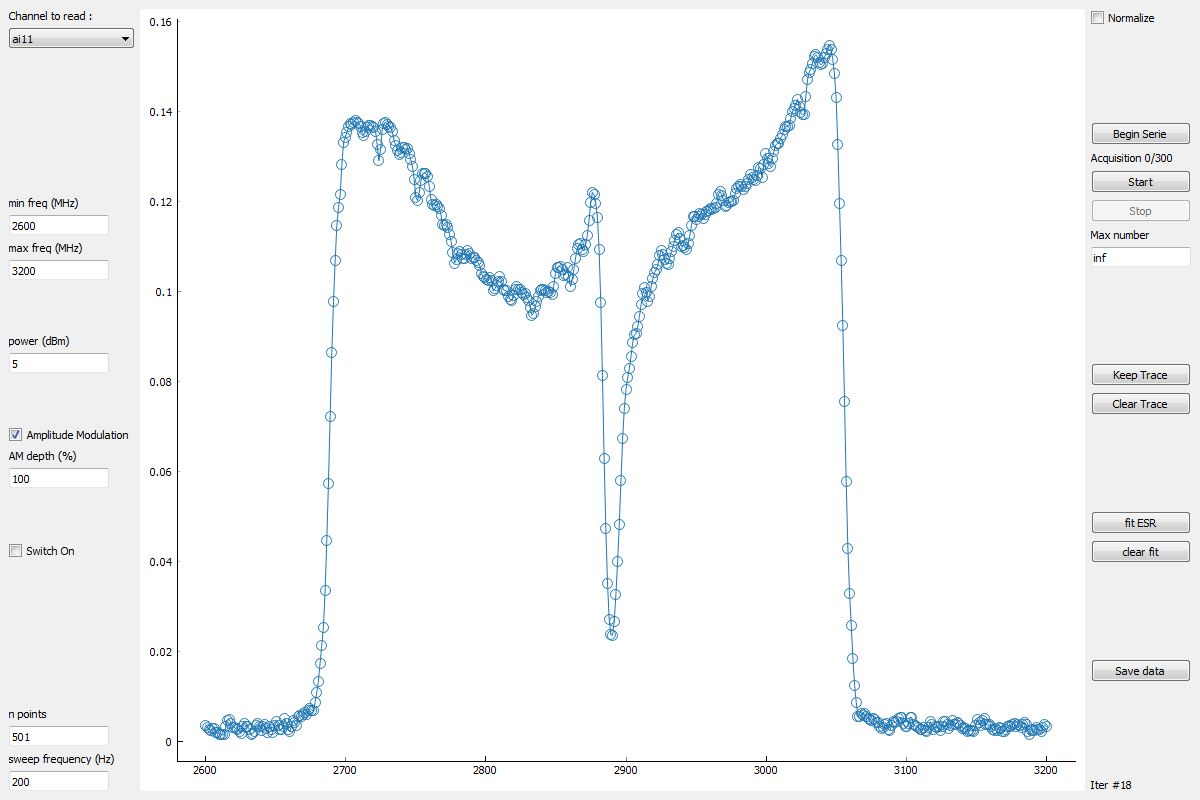 Channel to read :
ai11
min freq (MHz)
2600
max freq (MHz)
3200
power (dBm)
5
Amplitude Modulation
AM depth (%)
100
Switch On
n points
501
sweep frequency (Hz)
200
0.16
0.14
0.12
0.1
0.08
0.06
0.04
0.02
0
2600 2700 2800 2900 3000 3100 3200
Normalize
Begin Serie
Acquisition 0/300
Start
Stop
Max number
inf
Keep Trace
Clear Trace
fit ESR
clear fit
Save data
Iter #18